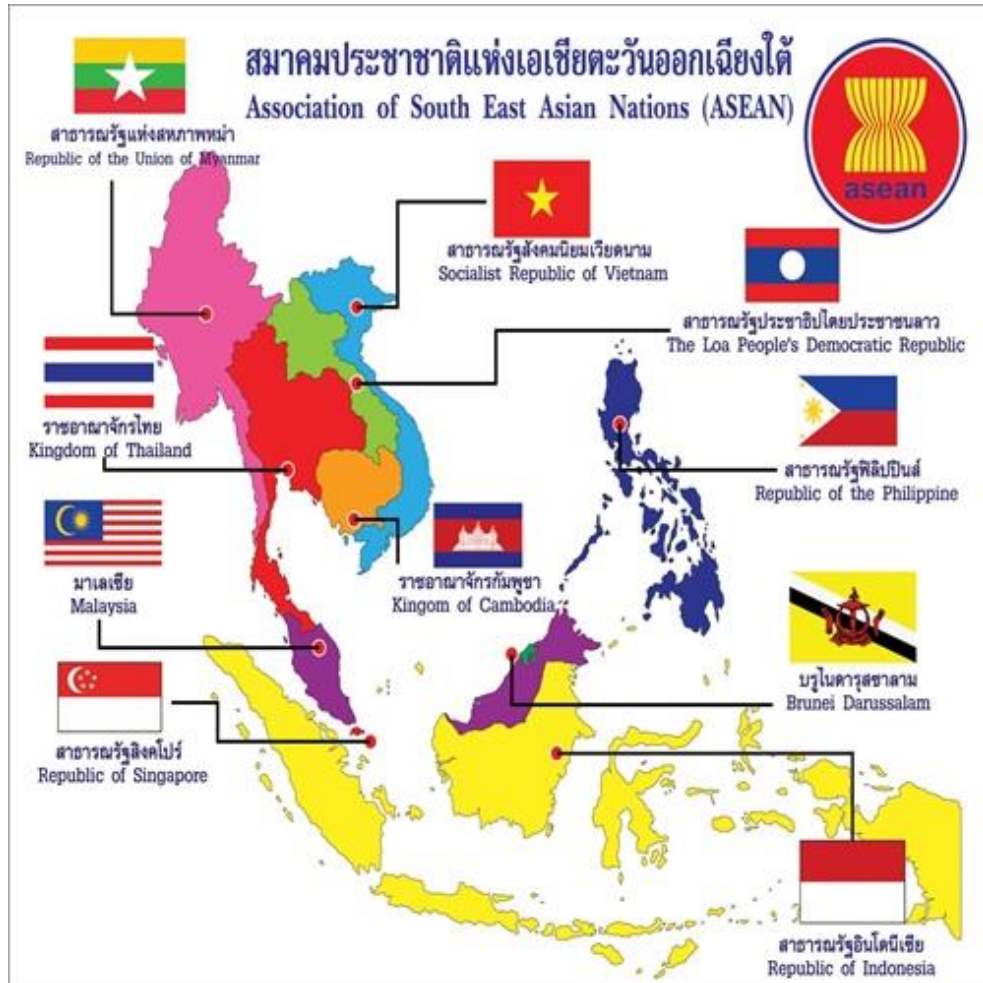 สมาคมประชาชาติแห่งเอเชียตะวันออกเฉียงใต้
Association of South East Asian Nations (ASEAN)
asean
สาธารณรัฐแห่งสหภาพพม่า
Republic of the Union of Myanmar
สาธารณรัฐสังคมนิยมเวียดนาม
Socialist Republic of Vietnam
สาธารณรัฐประชาธิปไตยประชาชนลาว
The Loa People's Democratic Republic
ราชอาณาจักรไทย
Kingdom of Thailand
สาธารณรัฐฟิลิปปินส์
Republic of the Philippine
มาเลเซีย
Malaysia
ราชอาณาจักรกัมพูชา
Kingom of Cambodia
บรูไนดารุสซาลาม
Brunei Darussalam
สาธารณรัฐสิงคโปร์
Republic of Singapore
สาธารณรัฐอินโดนีเซีย
Republic of Indonesia